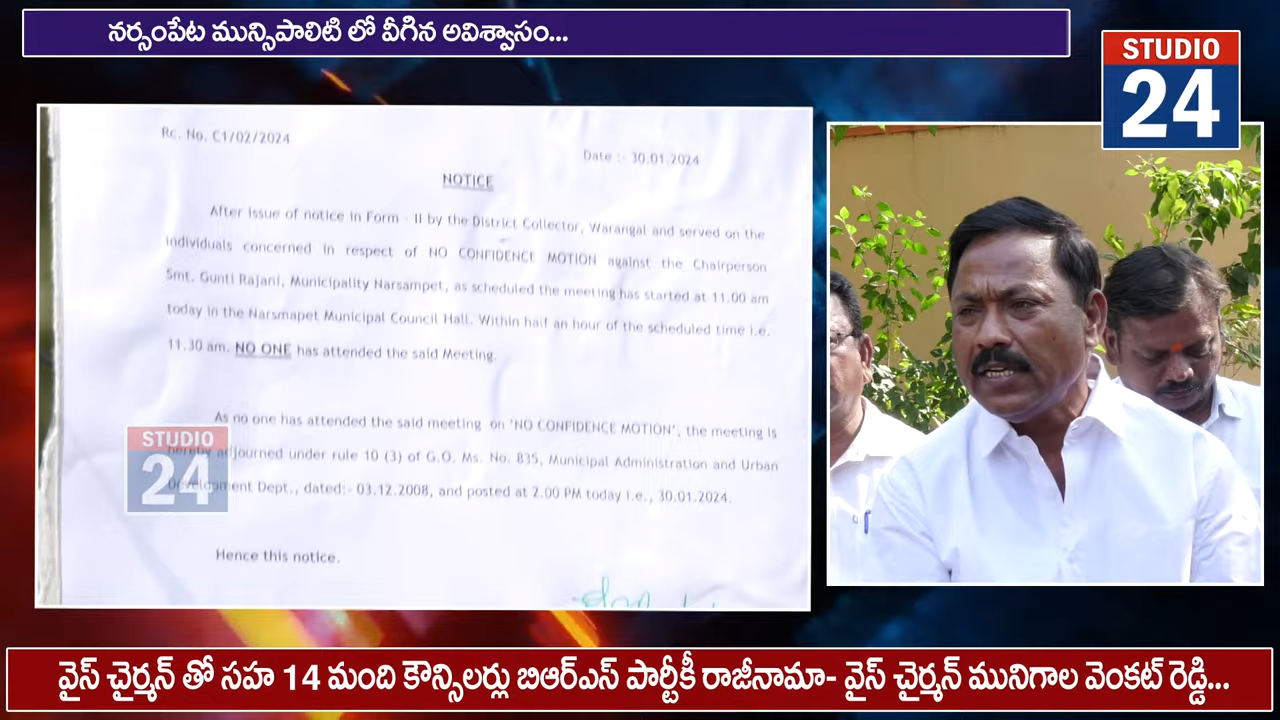 నర్సంపేట మున్సిపాలిటి లో వీగిన అవిశ్వాసం...
STUDIO
24
Rc. No. C1/02/2024
Date :- 30.01.2024
NOTICE
After issue of notice in Form - II by the District Collector, Warangal and served on the
individuals concerned in respect of NO CONFIDENCE MOTION against the Chairperson
Smt. Gunti Rajani, Municipality Narsampet, as scheduled the meeting has started at 11.00 am
today in the Narsmapet Municipal Council Hall. Within half an hour of the scheduled time i.e.
11.30 am. NO ONE has attended the said Meeting.
As no one has attended the said meeting on 'NO CONFIDENCE MOTION', the meeting is
hereby adjourned under rule 10 (3) of G.O. Ms. No. 835, Municipal Administration and Urban
Development Dept., dated:- 03.12.2008, and posted at 2.00 PM today i.e., 30.01.2024.
STUDIO
24
Hence this notice.
వైస్ చైర్మన్ తో సహ 14 మంది కౌన్సిలర్లు బిఆర్ఎస్ పార్టీకీ రాజీనామా- వైస్ చైర్మన్ మునిగాల వెంకట్ రెడ్డి...